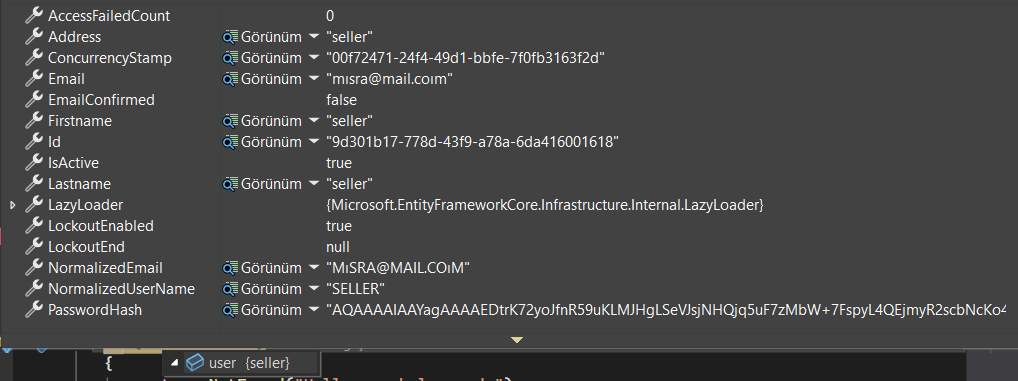 AccessFailedCount 0
Address Görünüm "seller"
ConcurrencyStamp Görünüm "00f72471-24f4-49d1-bbfe-7f0fb3163f2d"
Email Görünüm "mısra@mail.coım"
EmailConfirmed false
Firstname Görünüm "seller"
Id Görünüm "9d301b17-778d-43f9-a78a-6da416001618"
IsActive true
Lastname Görünüm "seller"
LazyLoader {Microsoft.EntityFrameworkCore.Infrastructure.Internal.LazyLoader}
LockoutEnabled true
LockoutEnd null
NormalizedEmail Görünüm "MıSRA@MAIL.COıM"
NormalizedUserName Görünüm "SELLER"
PasswordHash Görünüm "AQAAAAIAAYagAAAAEDtrK72yoJfnR59uKLMJHgLSeVJsjNHQjq5uF7zMbW+7FspyL4QEjmyR2scbNcKo4
{ user {seller}